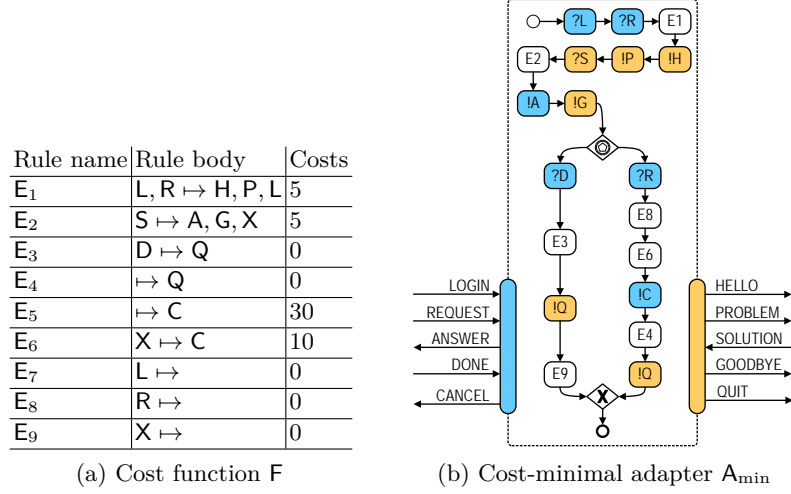 Rule name Rule body Costs
E1 L, R ↦ H, P, L 5
E2 S ↦ A, G, X 5
E3 D ↦ Q 0
E4 ↦ Q 0
E5 ↦ C 30
E6 X ↦ C 10
E7 L ↦ 0
E8 R ↦ 0
E9 X ↦ 0
(a) Cost function F
?L ?R E1
E2 ?S !P !H
!A !G
?D ?R
E8
E3
E6
!Q !C
E4
E9 !Q
X
LOGIN
REQUEST
ANSWER
DONE
CANCEL
HELLO
PROBLEM
SOLUTION
GOODBYE
QUIT
(b) Cost-minimal adapter Amin